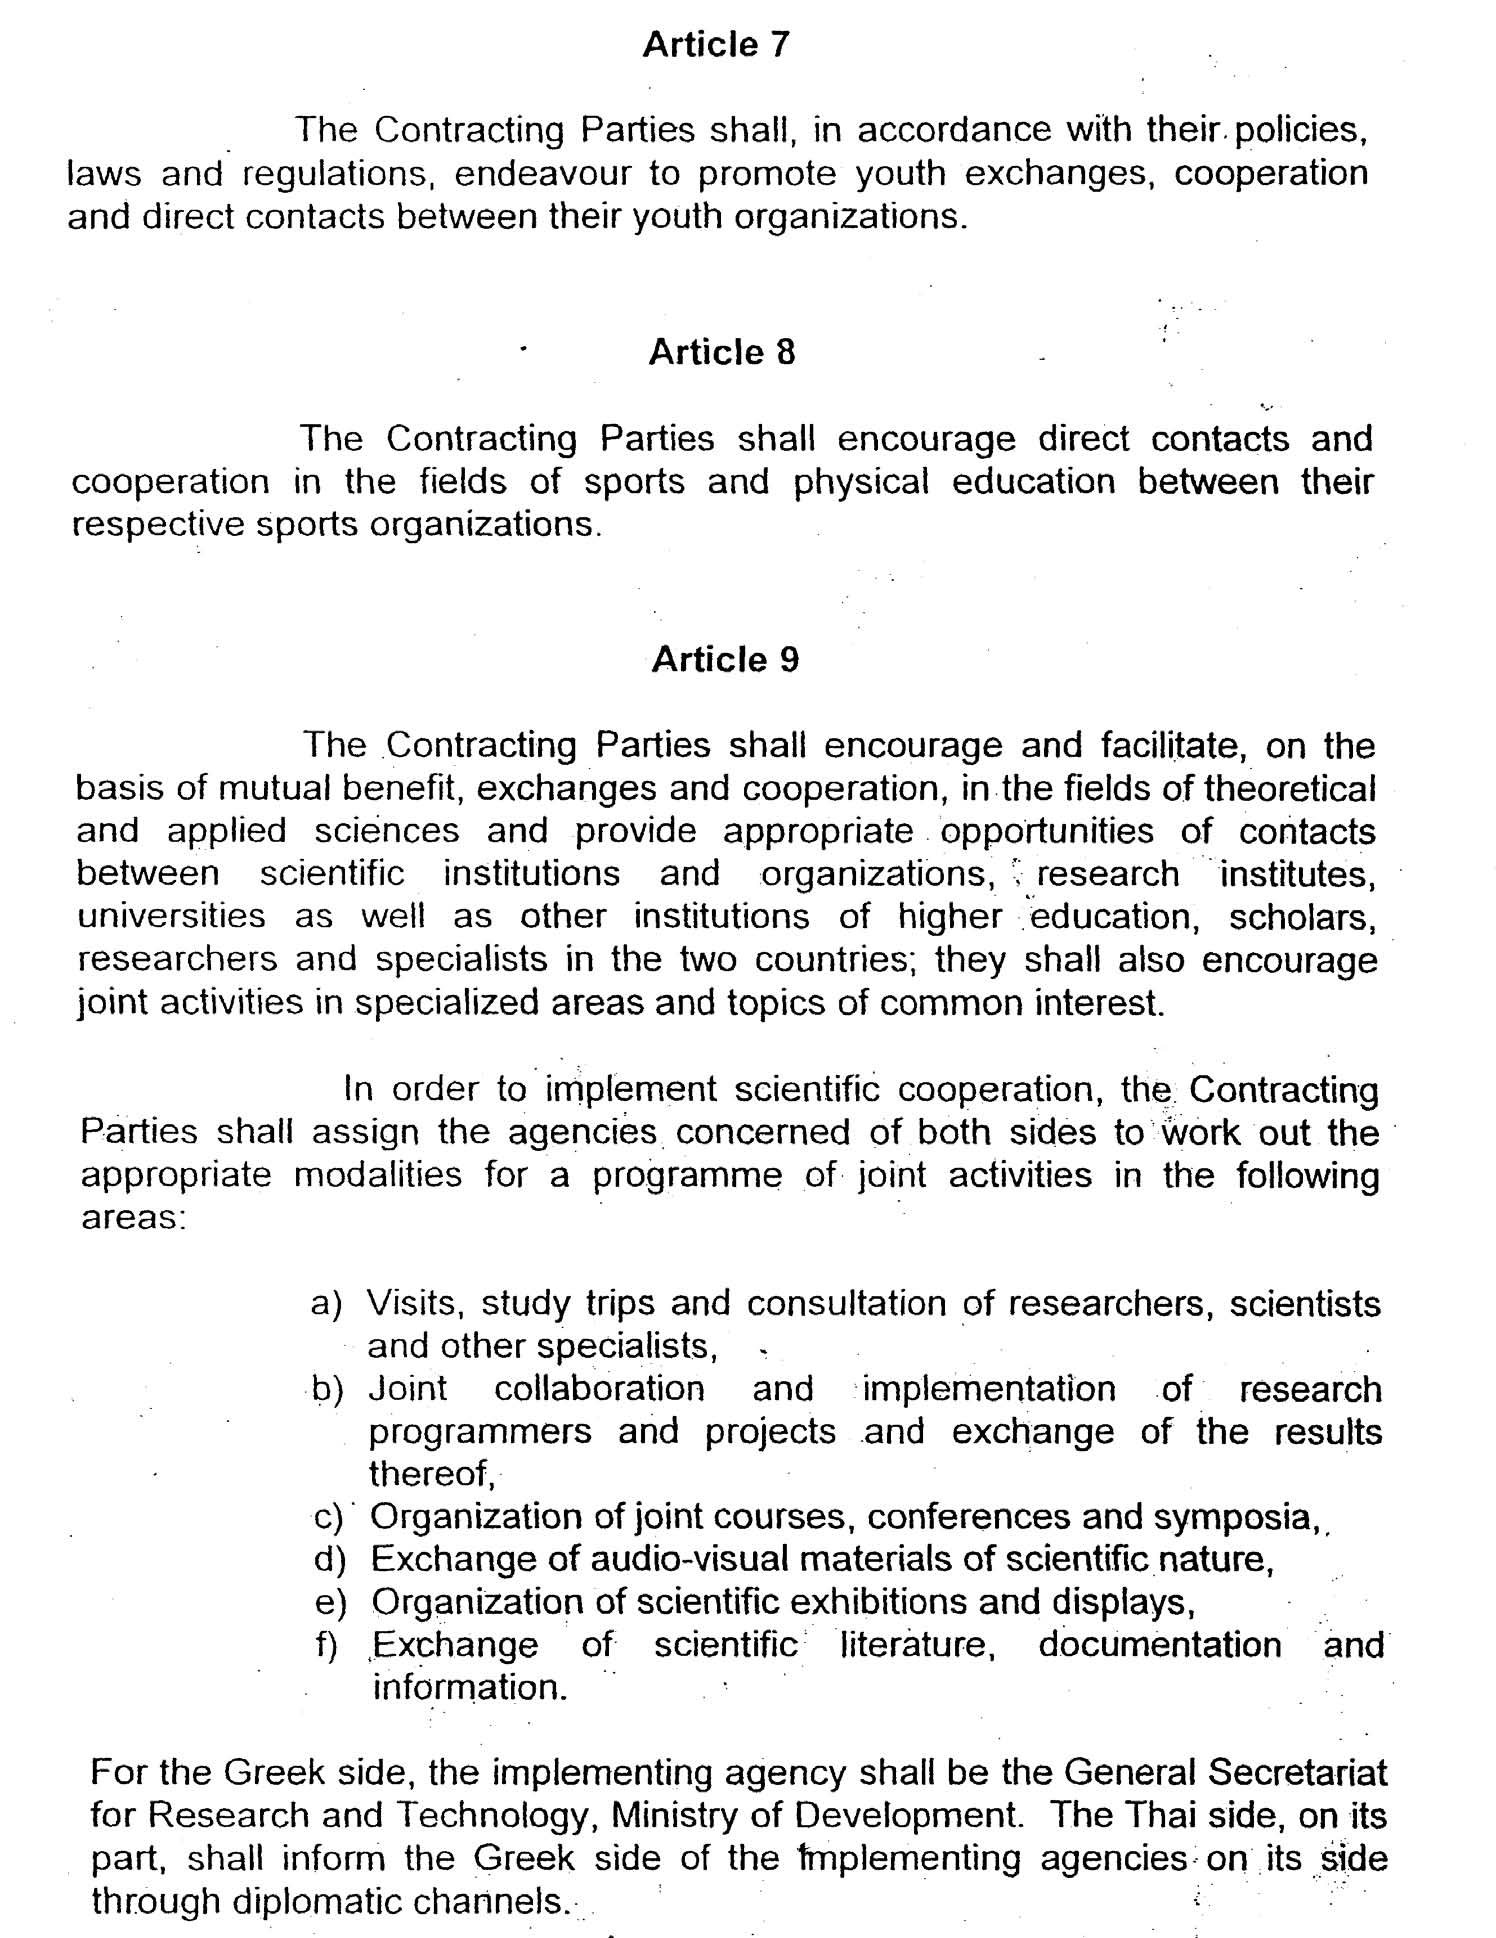 Article 7
The Contracting Parties shall, in accordance with their policies,
laws and regulations, endeavour to promote youth exchanges, cooperation
and direct contacts between their youth organizations.
Article 8
The Contracting Parties shall encourage direct contacts and
cooperation in the fields of sports and physical education between their
respective sports organizations.
Article 9
The Contracting Parties shall encourage and facilitate, on the
basis of mutual benefit, exchanges and cooperation, in the fields of theoretical
and applied sciences and provide appropriate opportunities of contacts
between scientific institutions and organizations, research institutes,
universities as well as other institutions of higher education, scholars,
researchers and specialists in the two countries; they shall also encourage
joint activities in specialized areas and topics of common interest.
In order to implement scientific cooperation, the Contracting
Parties shall assign the agencies concerned of both sides to work out the
appropriate modalities for a programme of joint activities in the following
areas:
a) Visits, study trips and consultation of researchers, scientists
and other specialists,
b) Joint collaboration and implementation of research
programmers and projects and exchange of the results
thereof,
c) Organization of joint courses, conferences and symposia,
d) Exchange of audio-visual materials of scientific nature,
e) Organization of scientific exhibitions and displays,
f) Exchange of scientific literature, documentation and
information.
For the Greek side, the implementing agency shall be the General Secretariat
for Research and Technology, Ministry of Development. The Thai side, on its
part, shall inform the Greek side of the implementing agencies on its side
through diplomatic channels.